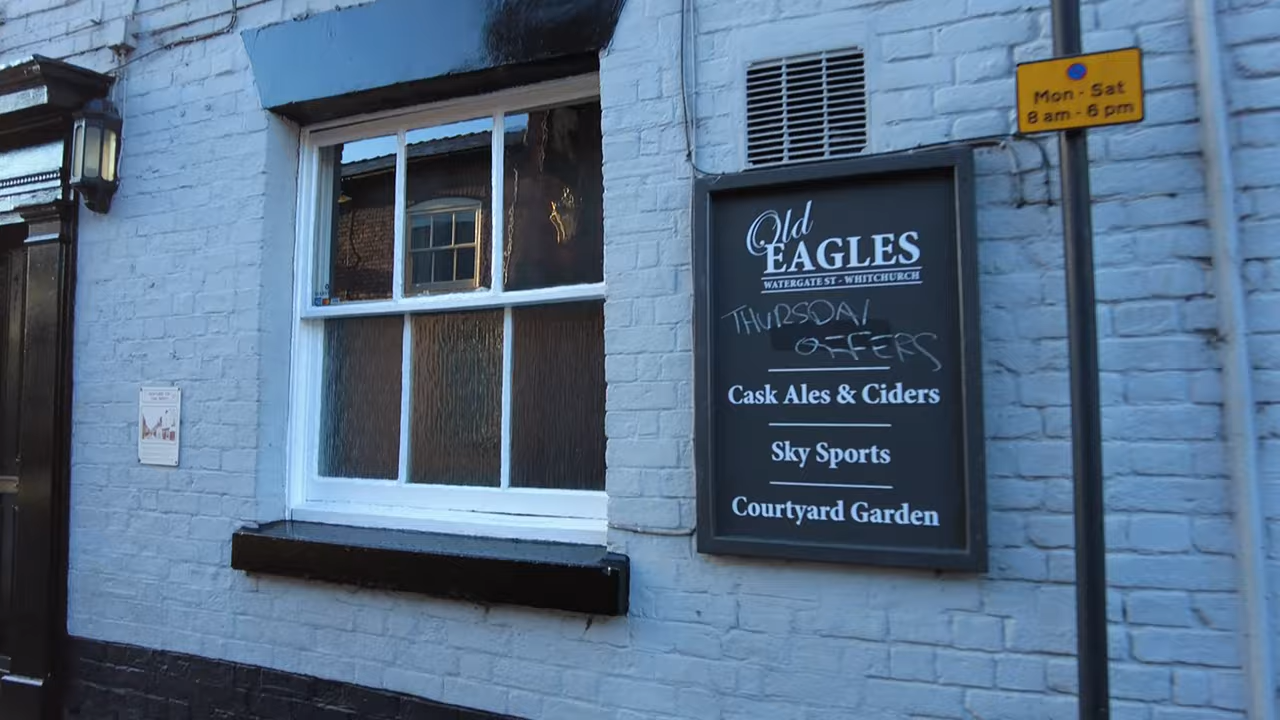 Old
EAGLES
WATERGATE ST - WHITCHURCH
THURSDAY
OFFERS
Cask Ales & Ciders
Sky Sports
Courtyard Garden
Mon - Sat
8 am - 6 pm